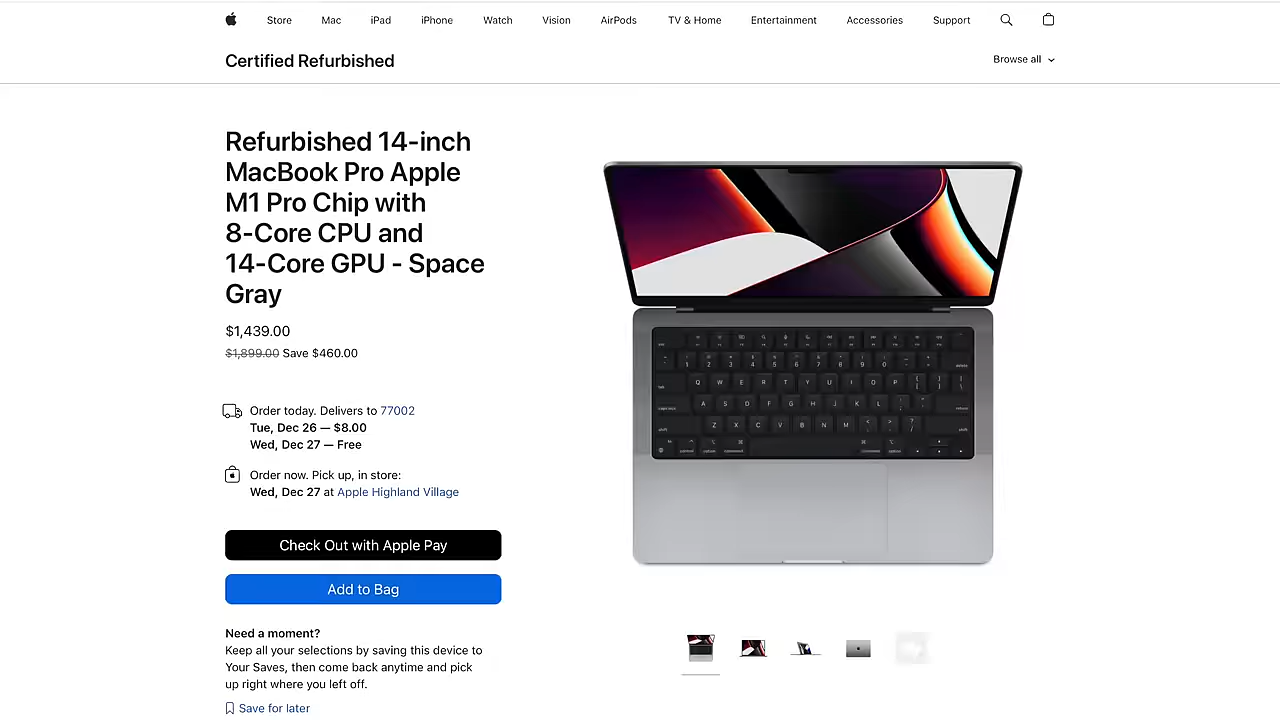 Store Mac iPad iPhone Watch Vision AirPods TV & Home Entertainment Accessories Support
Certified Refurbished
Browse all
Refurbished 14-inch
MacBook Pro Apple
M1 Pro Chip with
8-Core CPU and
14-Core GPU - Space
Gray
$1,439.00
$1,899.00 Save $460.00
Order today. Delivers to 77002
Tue, Dec 26 — $8.00
Wed, Dec 27 — Free
Order now. Pick up, in store:
Wed, Dec 27 at Apple Highland Village
Check Out with Apple Pay
Add to Bag
Need a moment?
Keep all your selections by saving this device to
Your Saves, then come back anytime and pick
up right where you left off.
Save for later
Q W E R T Y U I O P
A S D F G H J K L
Z X C V B N M